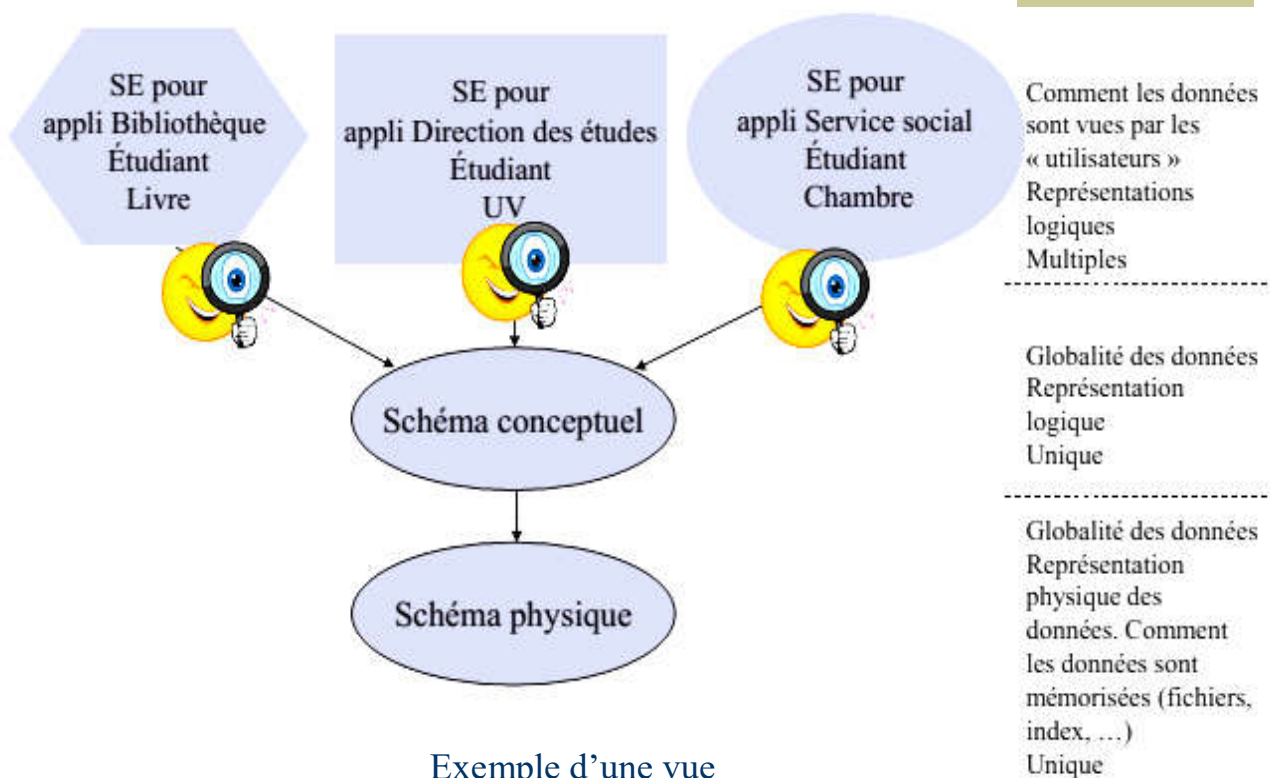 SE pour
appli Bibliothèque
Étudiant
Livre
SE pour
appli Direction des études
Étudiant
UV
SE pour
appli Service social
Étudiant
Chambre
Comment les données
sont vues par les
« utilisateurs »
Représentations
logiques
Multiples
Schéma conceptuel
Globalité des données
Représentation
logique
Unique
Schéma physique
Globalité des données
Représentation
physique des
données. Comment
les données sont
mémorisées (fichiers,
index, …)
Unique
Exemple d’une vue